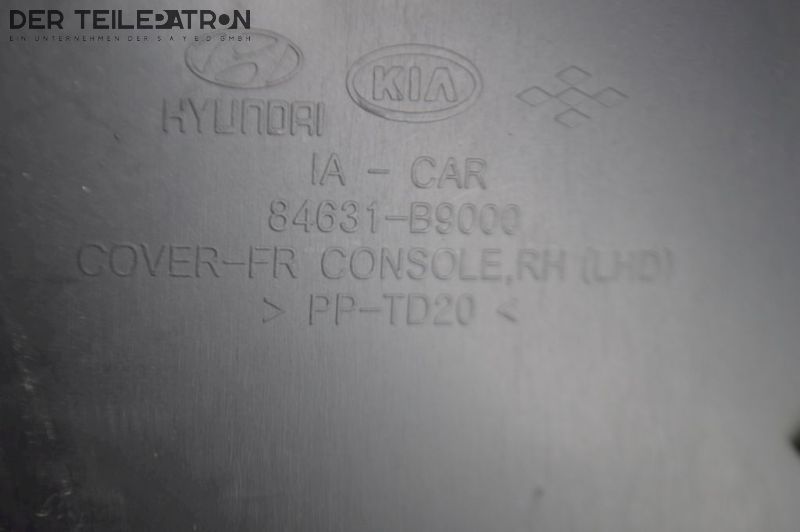 DER TEILEPATRON
EIN UNTERNEHMEN DER SAYED GMBH
HYUNDAI
KIA
IA - CAR
84631-B9000
COVER-FR CONSOLE,RH (LHD)
> PP-TD20 <